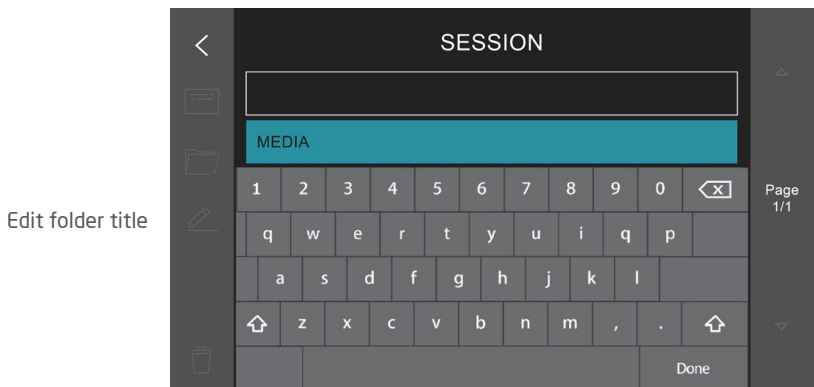 SESSION
MEDIA
1 2 3 4 5 6 7 8 9 0
Page
1/1
Edit folder title
q w e r t y u i q p
a s d f g h j k l
z x c v b n m , .
Done